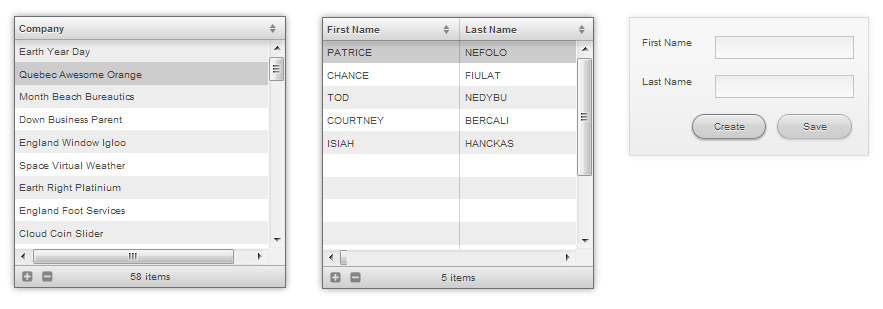 Company
Earth Year Day
Quebec Awesome Orange
Month Beach Bureautics
Down Business Parent
England Window Igloo
Space Virtual Weather
Earth Right Platinium
England Foot Services
Cloud Coin Slider
58 items
First Name Last Name
PATRICE NEFOLO
CHANCE FIULAT
TOD NEDYBU
COURTNEY BERCALI
ISIAH HANCKAS
5 items
First Name
Last Name
Create Save